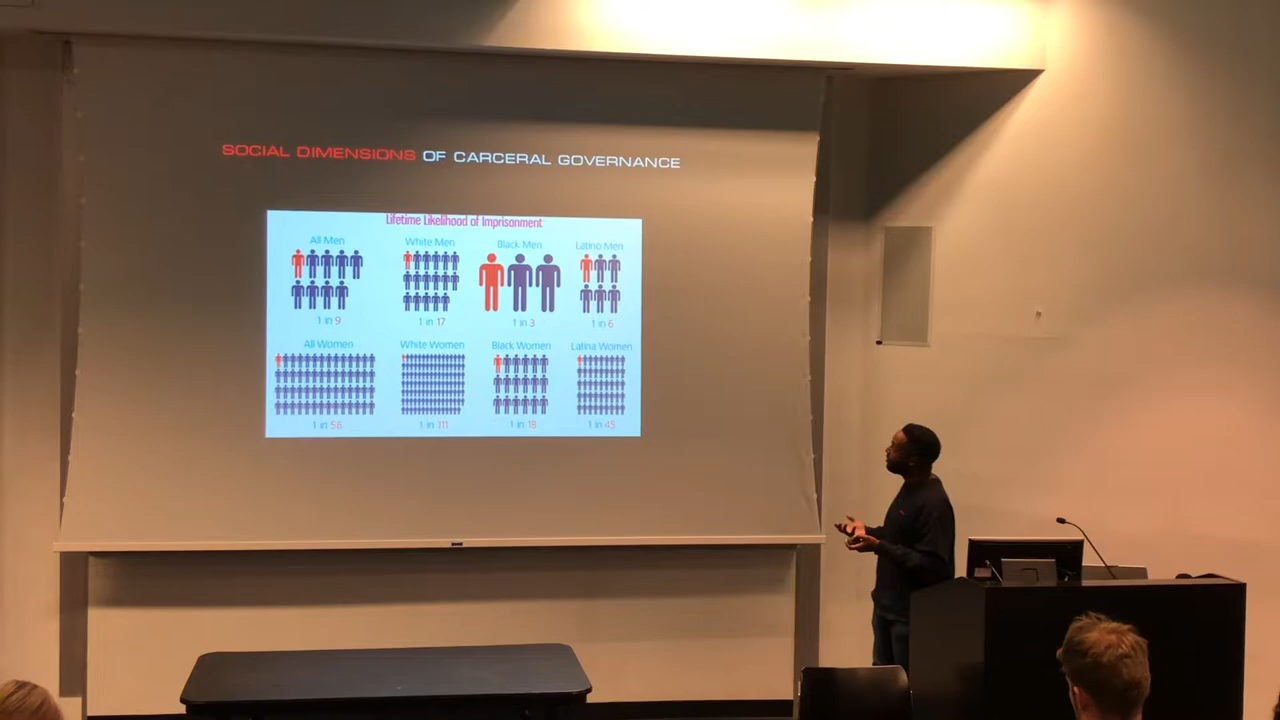 SOCIAL DIMENSIONS OF CARCERAL GOVERNANCE
Lifetime Likelihood of Imprisonment
All Men
White Men
Black Men
Latino Men
1 in 9
1 in 17
1 in 3
1 in 6
All Women
White Women
Black Women
Latina Women
1 in 56
1 in 111
1 in 18
1 in 45